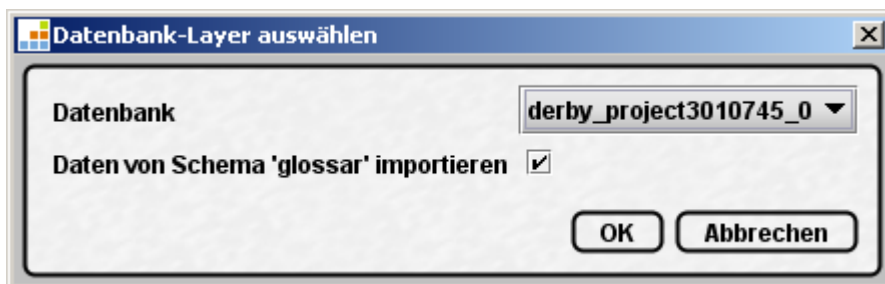 Datenbank-Layer auswählen
Datenbank derby_project3010745_0
Daten von Schema 'glossar' importieren
OK Abbrechen